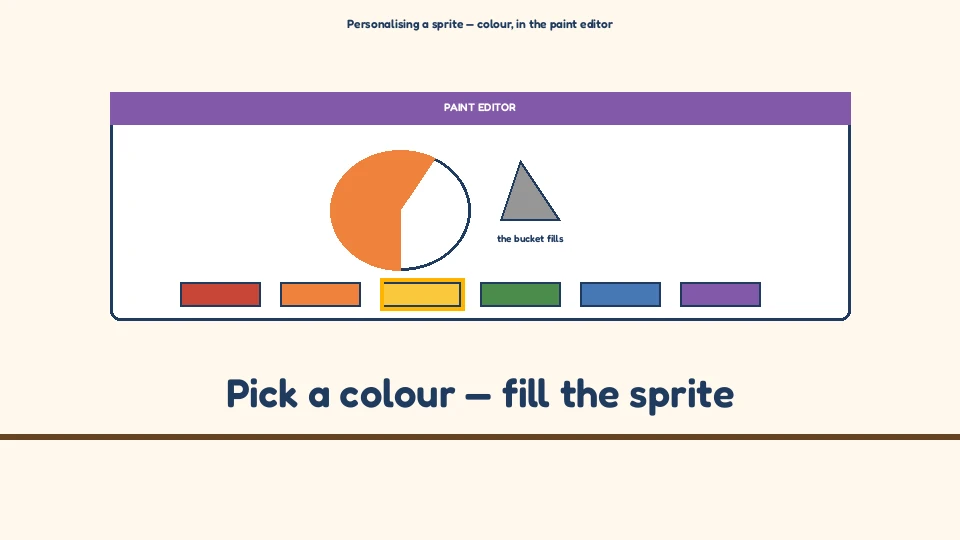 Personalising a sprite — colour, in the paint editor
PAINT EDITOR
the bucket fills
Pick a colour — fill the sprite